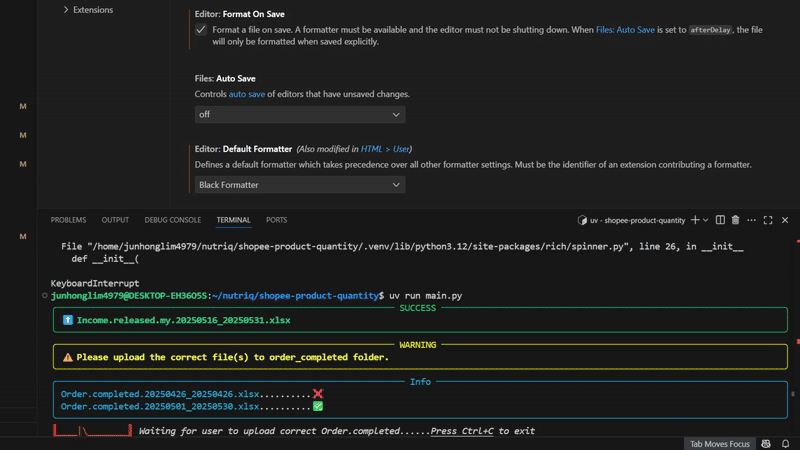 Extensions
Editor: Format On Save
Format a file on save. A formatter must be available and the editor must not be shutting down. When Files: Auto Save is set to afterDelay, the file
will only be formatted when saved explicitly.
Files: Auto Save
Controls auto save of editors that have unsaved changes.
off
Editor: Default Formatter (Also modified in HTML > User)
Defines a default formatter which takes precedence over all other formatter settings. Must be the identifier of an extension contributing a formatter.
Black Formatter
M
M
M
M
PROBLEMS OUTPUT DEBUG CONSOLE TERMINAL PORTS
uv - shopee-product-quantity
File "/home/junhonglim4979/nutriq/shopee-product-quantity/.venv/lib/python3.12/site-packages/rich/spinner.py", line 26, in __init__
def __init__(
KeyboardInterrupt
junhonglim4979@DESKTOP-EH36O5S:~/nutriq/shopee-product-quantity$ uv run main.py
SUCCESS
Income.released.my.20250516_20250531.xlsx
WARNING
⚠ Please upload the correct file(s) to order_completed folder.
Info
Order.completed.20250426_20250426.xlsx..........❌
Order.completed.20250501_20250530.xlsx..........✅
Waiting for user to upload correct Order.completed......Press Ctrl+C to exit
Tab Moves Focus